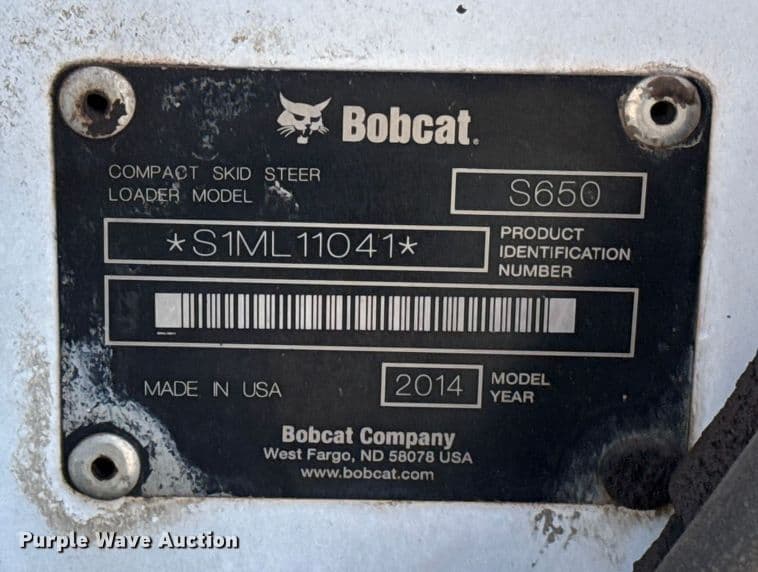 Bobcat.
COMPACT SKID STEER
LOADER MODEL
S650
*S1ML11041*
PRODUCT
IDENTIFICATION
NUMBER
MADE IN USA
2014
MODEL
YEAR
Bobcat Company
West Fargo, ND 58078 USA
www.bobcat.com
Purple Wave Auction